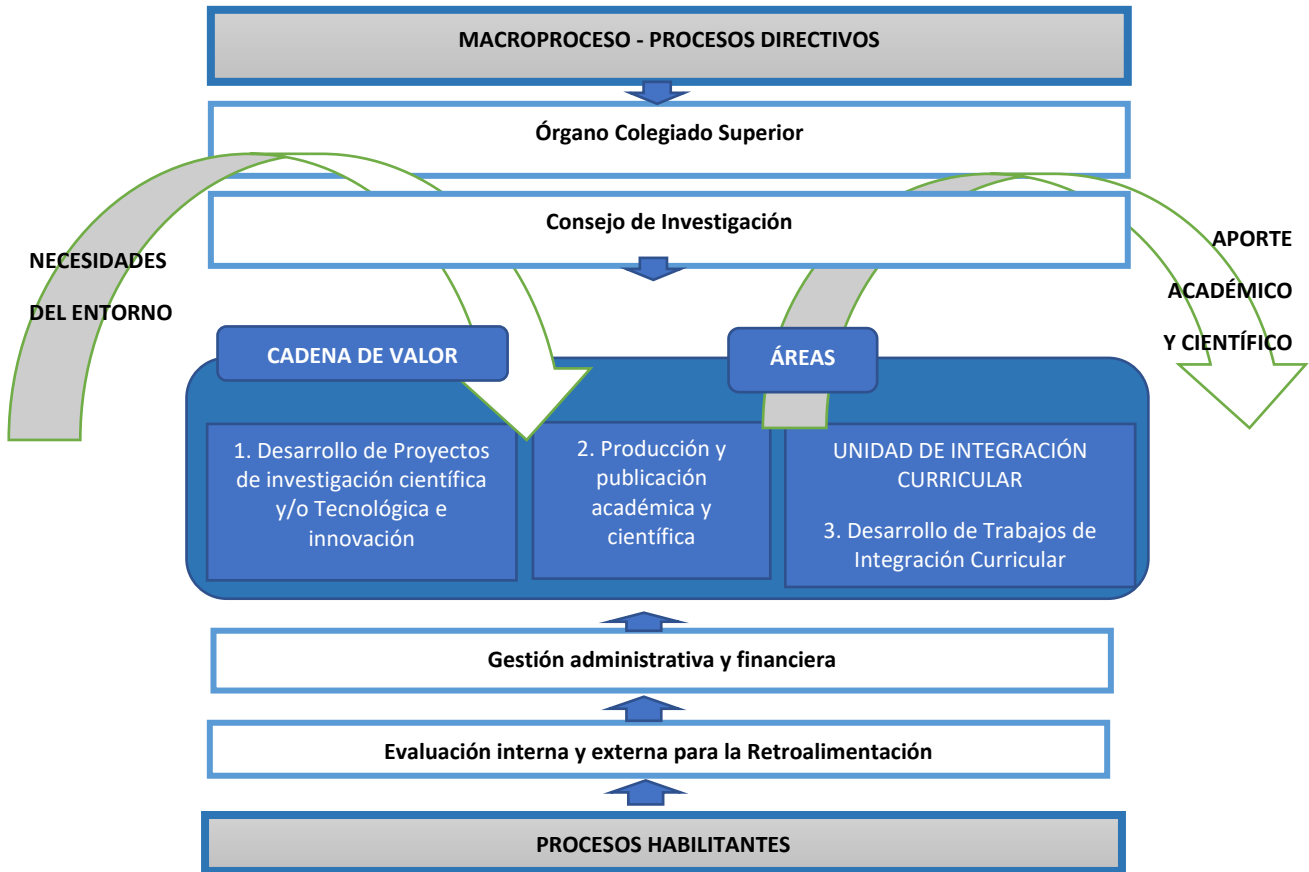 MACROPROCESO - PROCESOS DIRECTIVOS
Órgano Colegiado Superior
Consejo de Investigación
NECESIDADES
DEL ENTORNO
APORTE
ACADÉMICO
Y CIENTÍFICO
CADENA DE VALOR
ÁREAS
1. Desarrollo de Proyectos
de investigación científica
y/o Tecnológica e
innovación
2. Producción y
publicación
académica y
científica
UNIDAD DE INTEGRACIÓN
CURRICULAR
3. Desarrollo de Trabajos de
Integración Curricular
Gestión administrativa y financiera
Evaluación interna y externa para la Retroalimentación
PROCESOS HABILITANTES